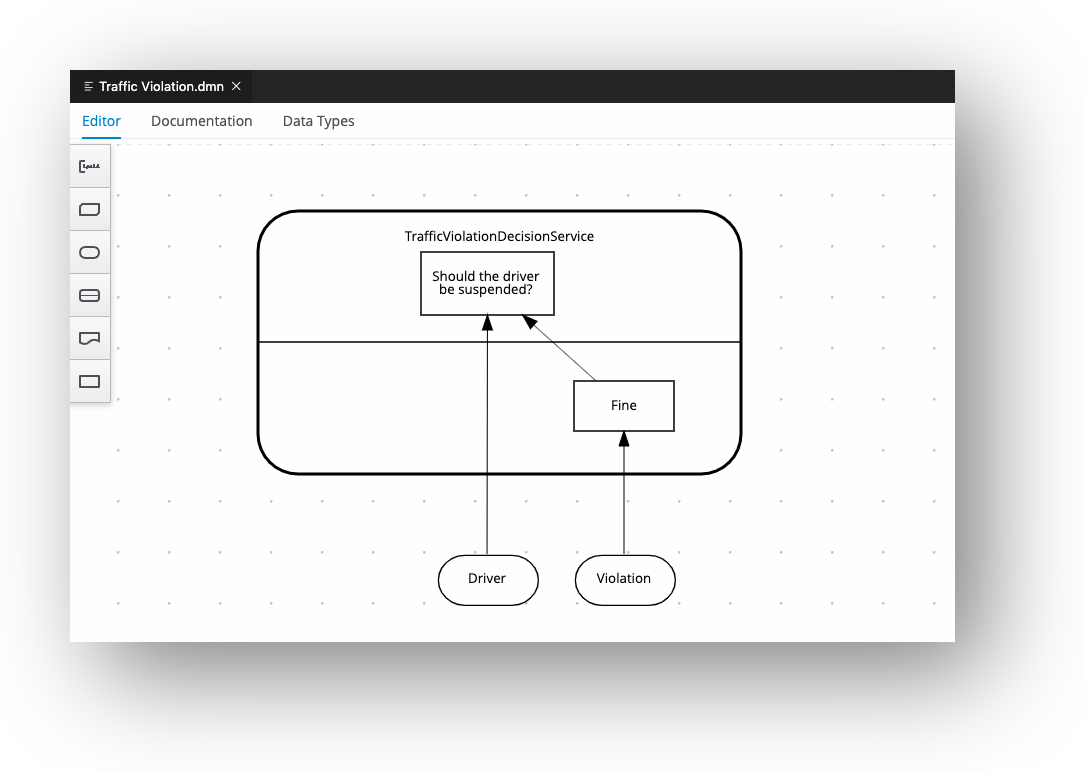 Traffic Violation.dmn
Editor Documentation Data Types
TrafficViolationDecisionService
Should the driver
be suspended?
Fine
Driver
Violation